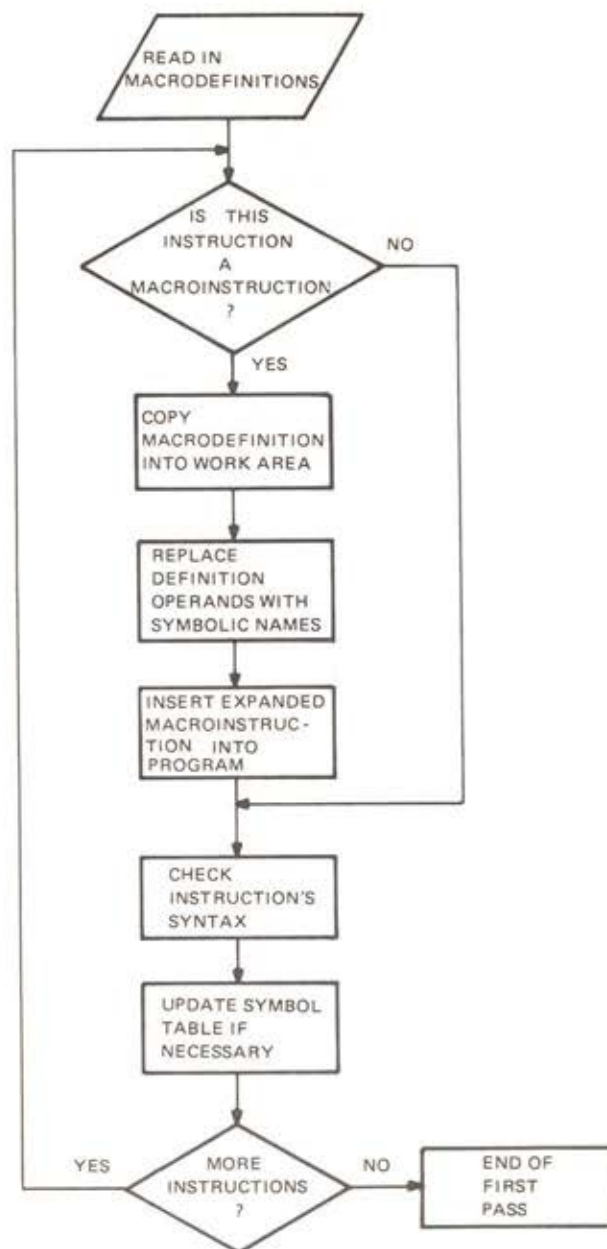 READ IN
MACRODEFINITIONS
IS THIS
INSTRUCTION
A
MACROINSTRUCTION
?
NO
YES
COPY
MACRODEFINITION
INTO WORK AREA
REPLACE
DEFINITION
OPERANDS WITH
SYMBOLIC NAMES
INSERT EXPANDED
MACROINSTRUC-
TION INTO
PROGRAM
CHECK
INSTRUCTION'S
SYNTAX
UPDATE SYMBOL
TABLE IF
NECESSARY
YES
MORE
INSTRUCTIONS
?
NO
END OF
FIRST
PASS